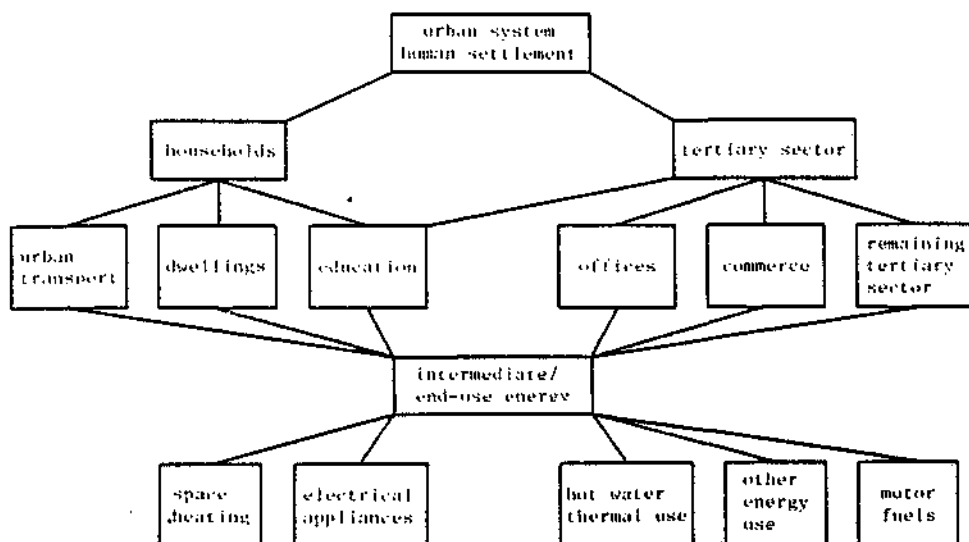 urban system
human settlement
households
tertiary sector
urban
transport
dwellings
education
offices
commerce
remaining
tertiary
sector
intermediate/
end-use energy
space
heating
electrical
appliances
hot water
thermal use
other
energy
use
motor
fuels